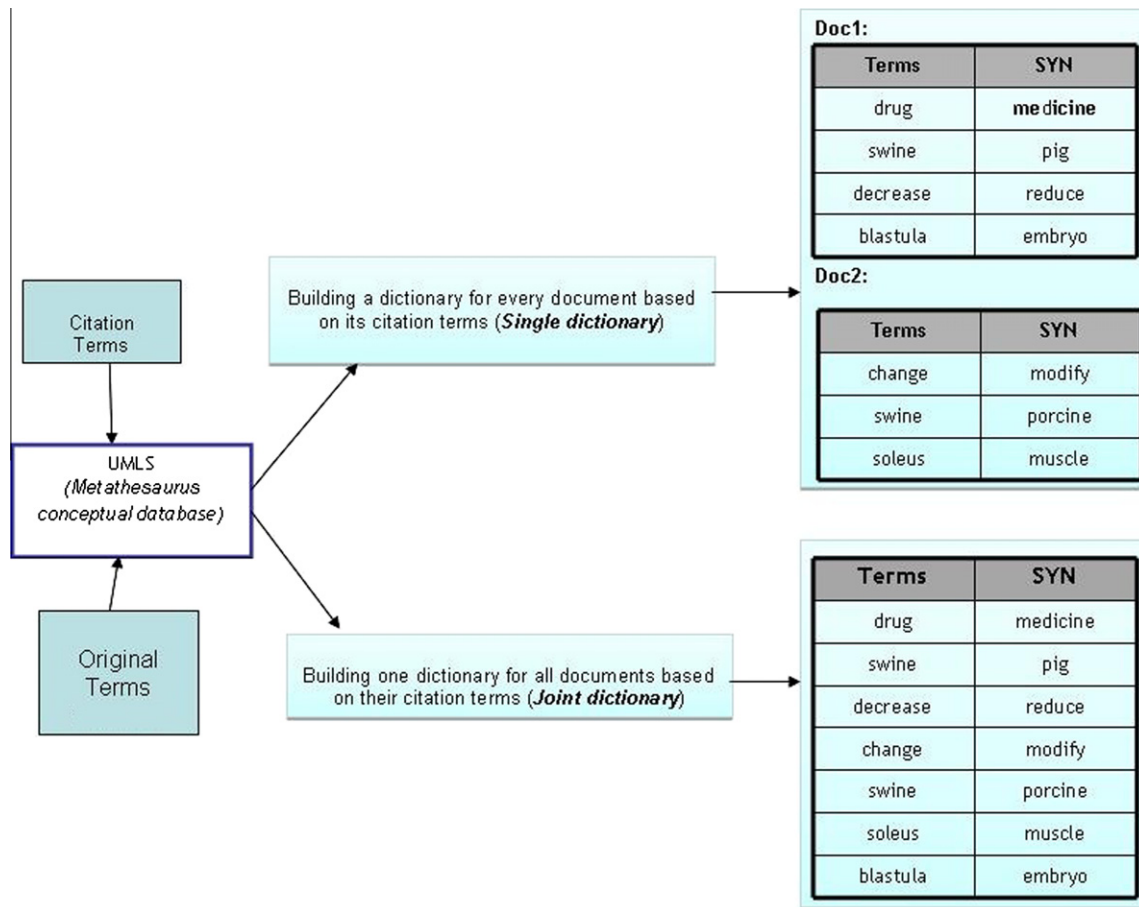 Citation
Terms
UMLS
(Metathesaurus
conceptual database)
Original
Terms
Building a dictionary for every document based
on its citation terms (Single dictionary)
Building one dictionary for all documents based
on their citation terms (Joint dictionary)
Doc1:
Terms SYN
drug medicine
swine pig
decrease reduce
blastula embryo
Doc2:
Terms SYN
change modify
swine porcine
soleus muscle
Terms SYN
drug medicine
swine pig
decrease reduce
change modify
swine porcine
soleus muscle
blastula embryo